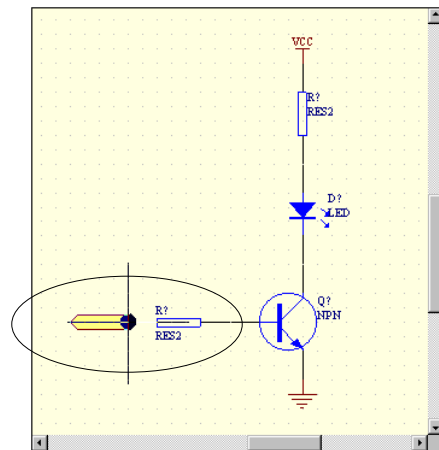 VCC
R?
RES2
D?
LED
R?
RES2
Q?
NPN